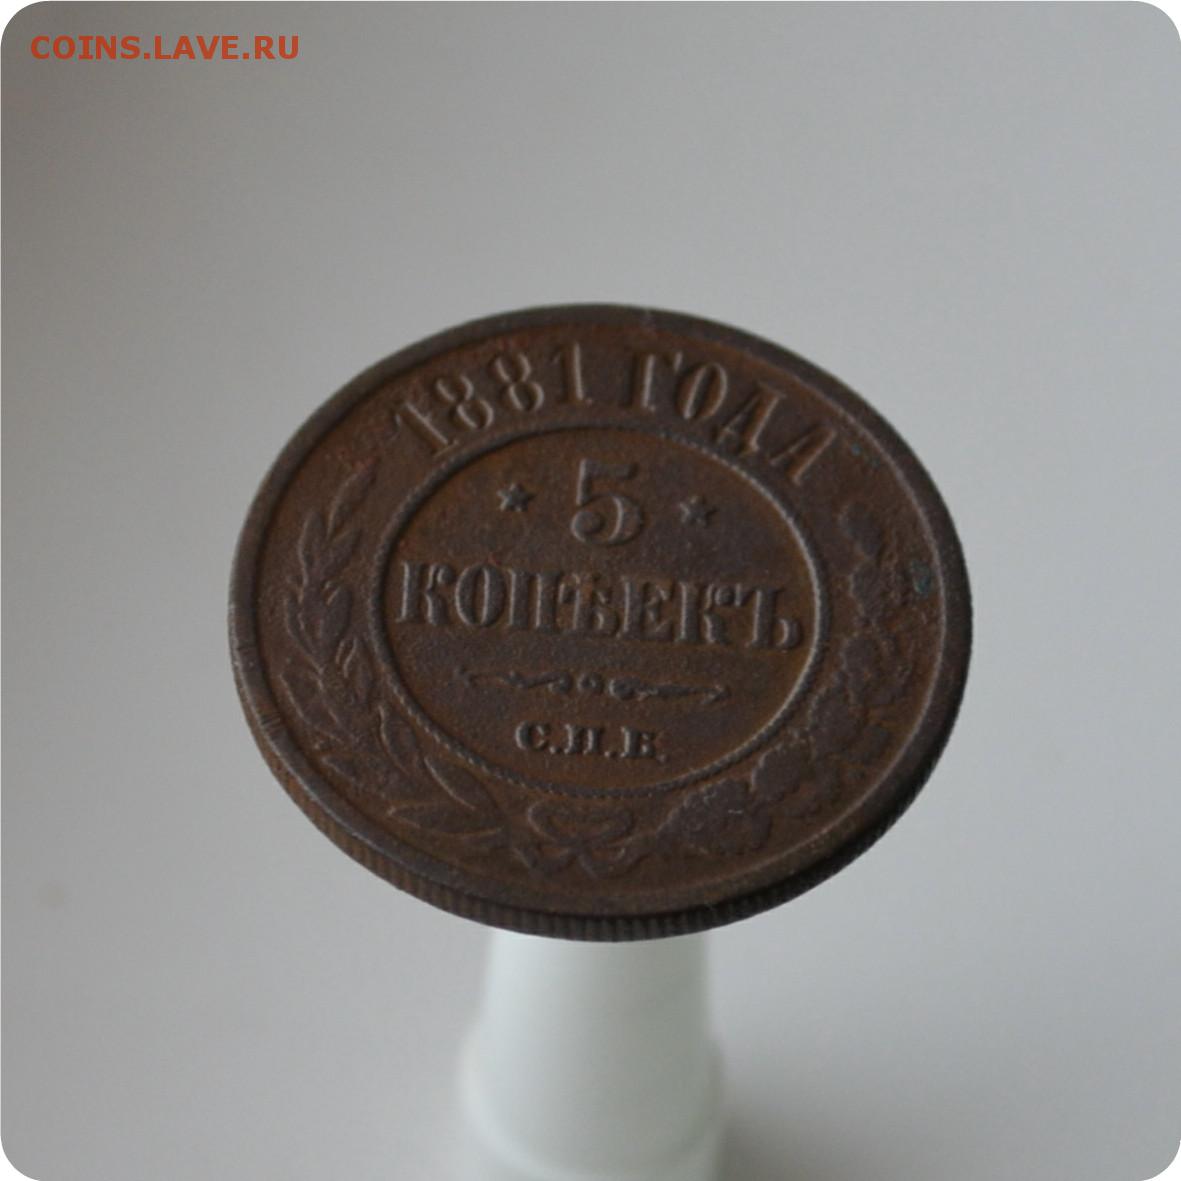 COINS.LAVE.RU
1881 ГОДА
5
КОПѢЕКЪ
С.П.Б.